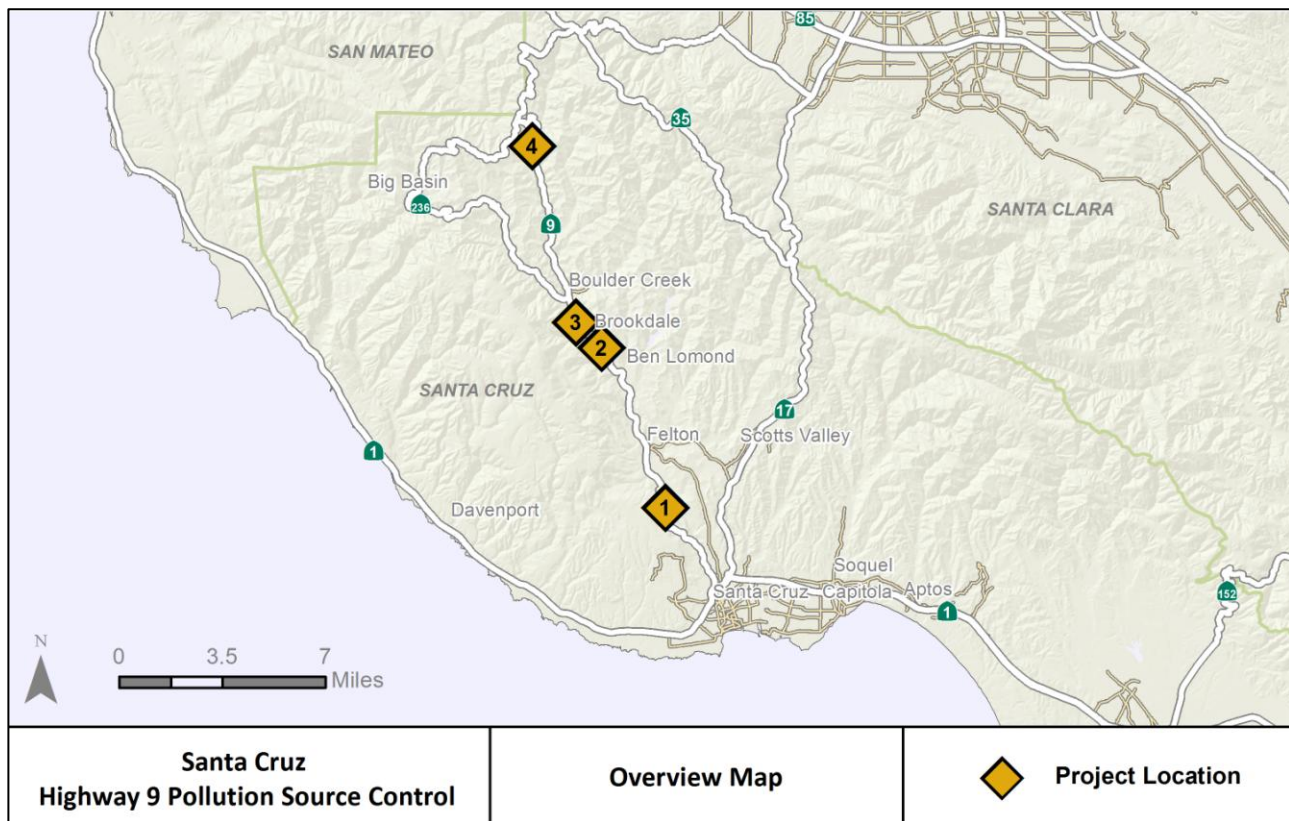 85
SAN MATEO
35
4
Big Basin
236
9
SANTA CLARA
Boulder Creek
3
Brookdale
2
Ben Lomond
SANTA CRUZ
17
Felton
Scotts Valley
1
1
Davenport
Soquel
Santa Cruz
Capitola
Aptos
1
152
N
0
3.5
7
Miles
Santa Cruz
Highway 9 Pollution Source Control
Overview Map
Project Location